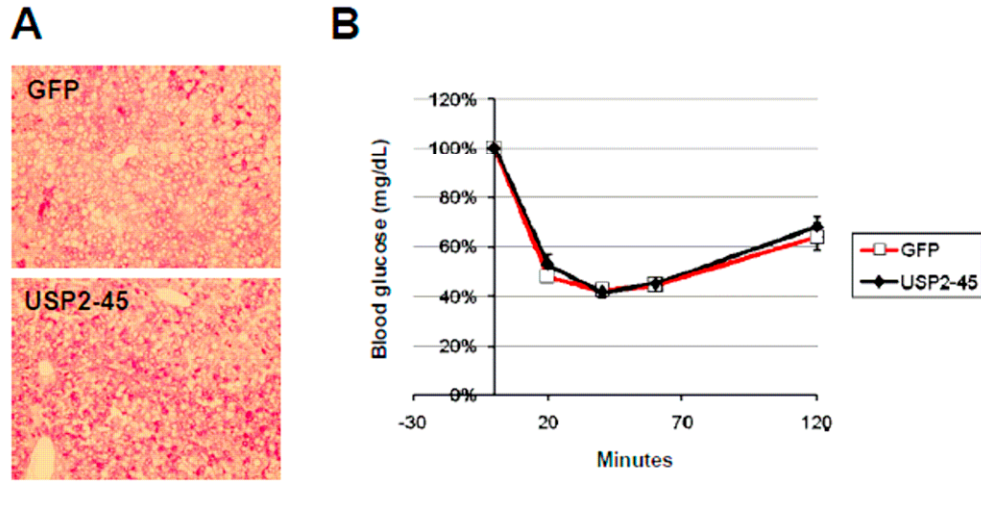 A
B
GFP
USP2-45
120%
100%
80%
60%
40%
20%
0%
-30
20
70
120
Blood glucose (mg/dL)
Minutes
GFP
USP2-45